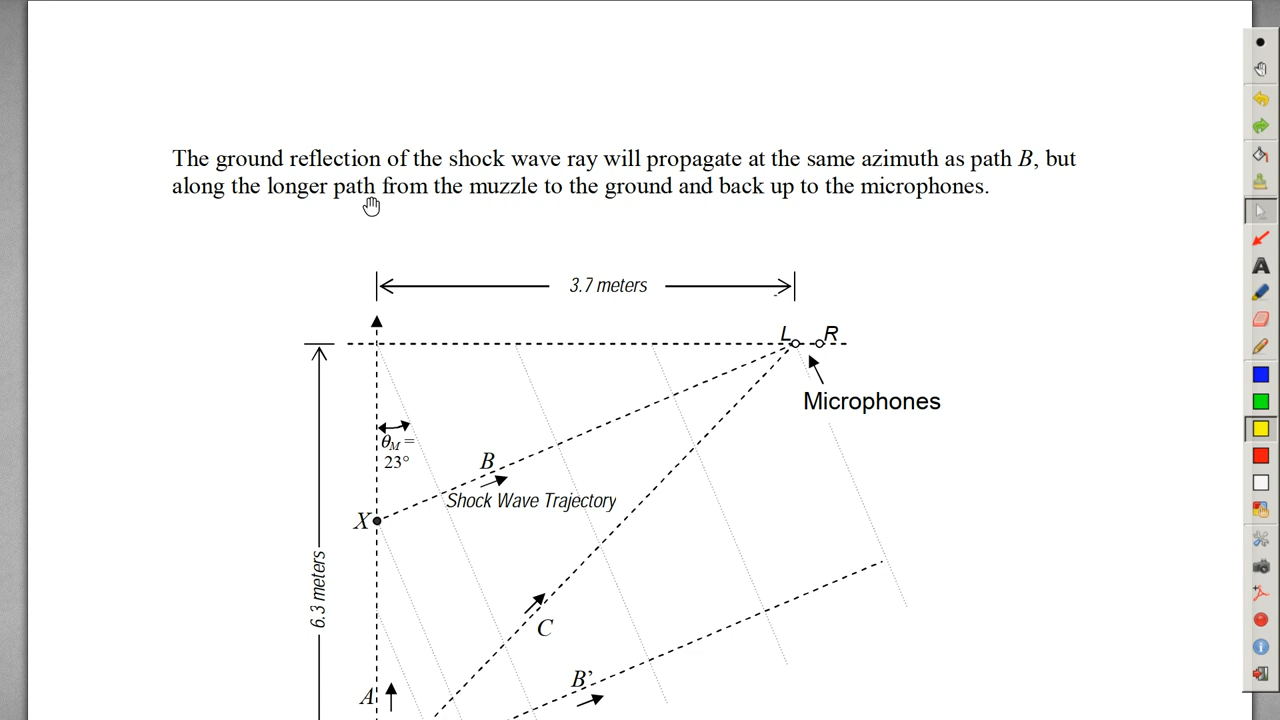 The ground reflection of the shock wave ray will propagate at the same azimuth as path B, but
along the longer path from the muzzle to the ground and back up to the microphones.
3.7 meters
L R
Microphones
θM =
23°
B
Shock Wave Trajectory
X
6.3 meters
C
B’
A